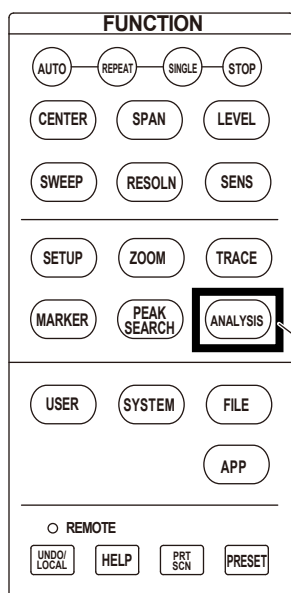 FUNCTION
AUTO REPEAT SINGLE STOP
CENTER SPAN LEVEL
SWEEP RESOLN SENS
SETUP ZOOM TRACE
MARKER PEAK SEARCH ANALYSIS
USER SYSTEM FILE
APP
REMOTE
UNDO/LOCAL HELP PRT SCN PRESET